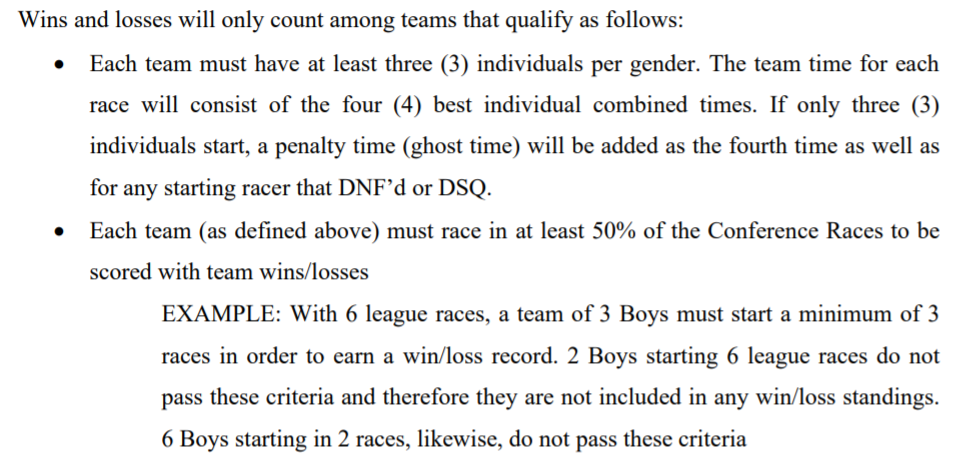 Wins and losses will only count among teams that qualify as follows:
• Each team must have at least three (3) individuals per gender. The team time for each
race will consist of the four (4) best individual combined times. If only three (3)
individuals start, a penalty time (ghost time) will be added as the fourth time as well as
for any starting racer that DNF’d or DSQ.
• Each team (as defined above) must race in at least 50% of the Conference Races to be
scored with team wins/losses
EXAMPLE: With 6 league races, a team of 3 Boys must start a minimum of 3
races in order to earn a win/loss record. 2 Boys starting 6 league races do not
pass these criteria and therefore they are not included in any win/loss standings.
6 Boys starting in 2 races, likewise, do not pass these criteria